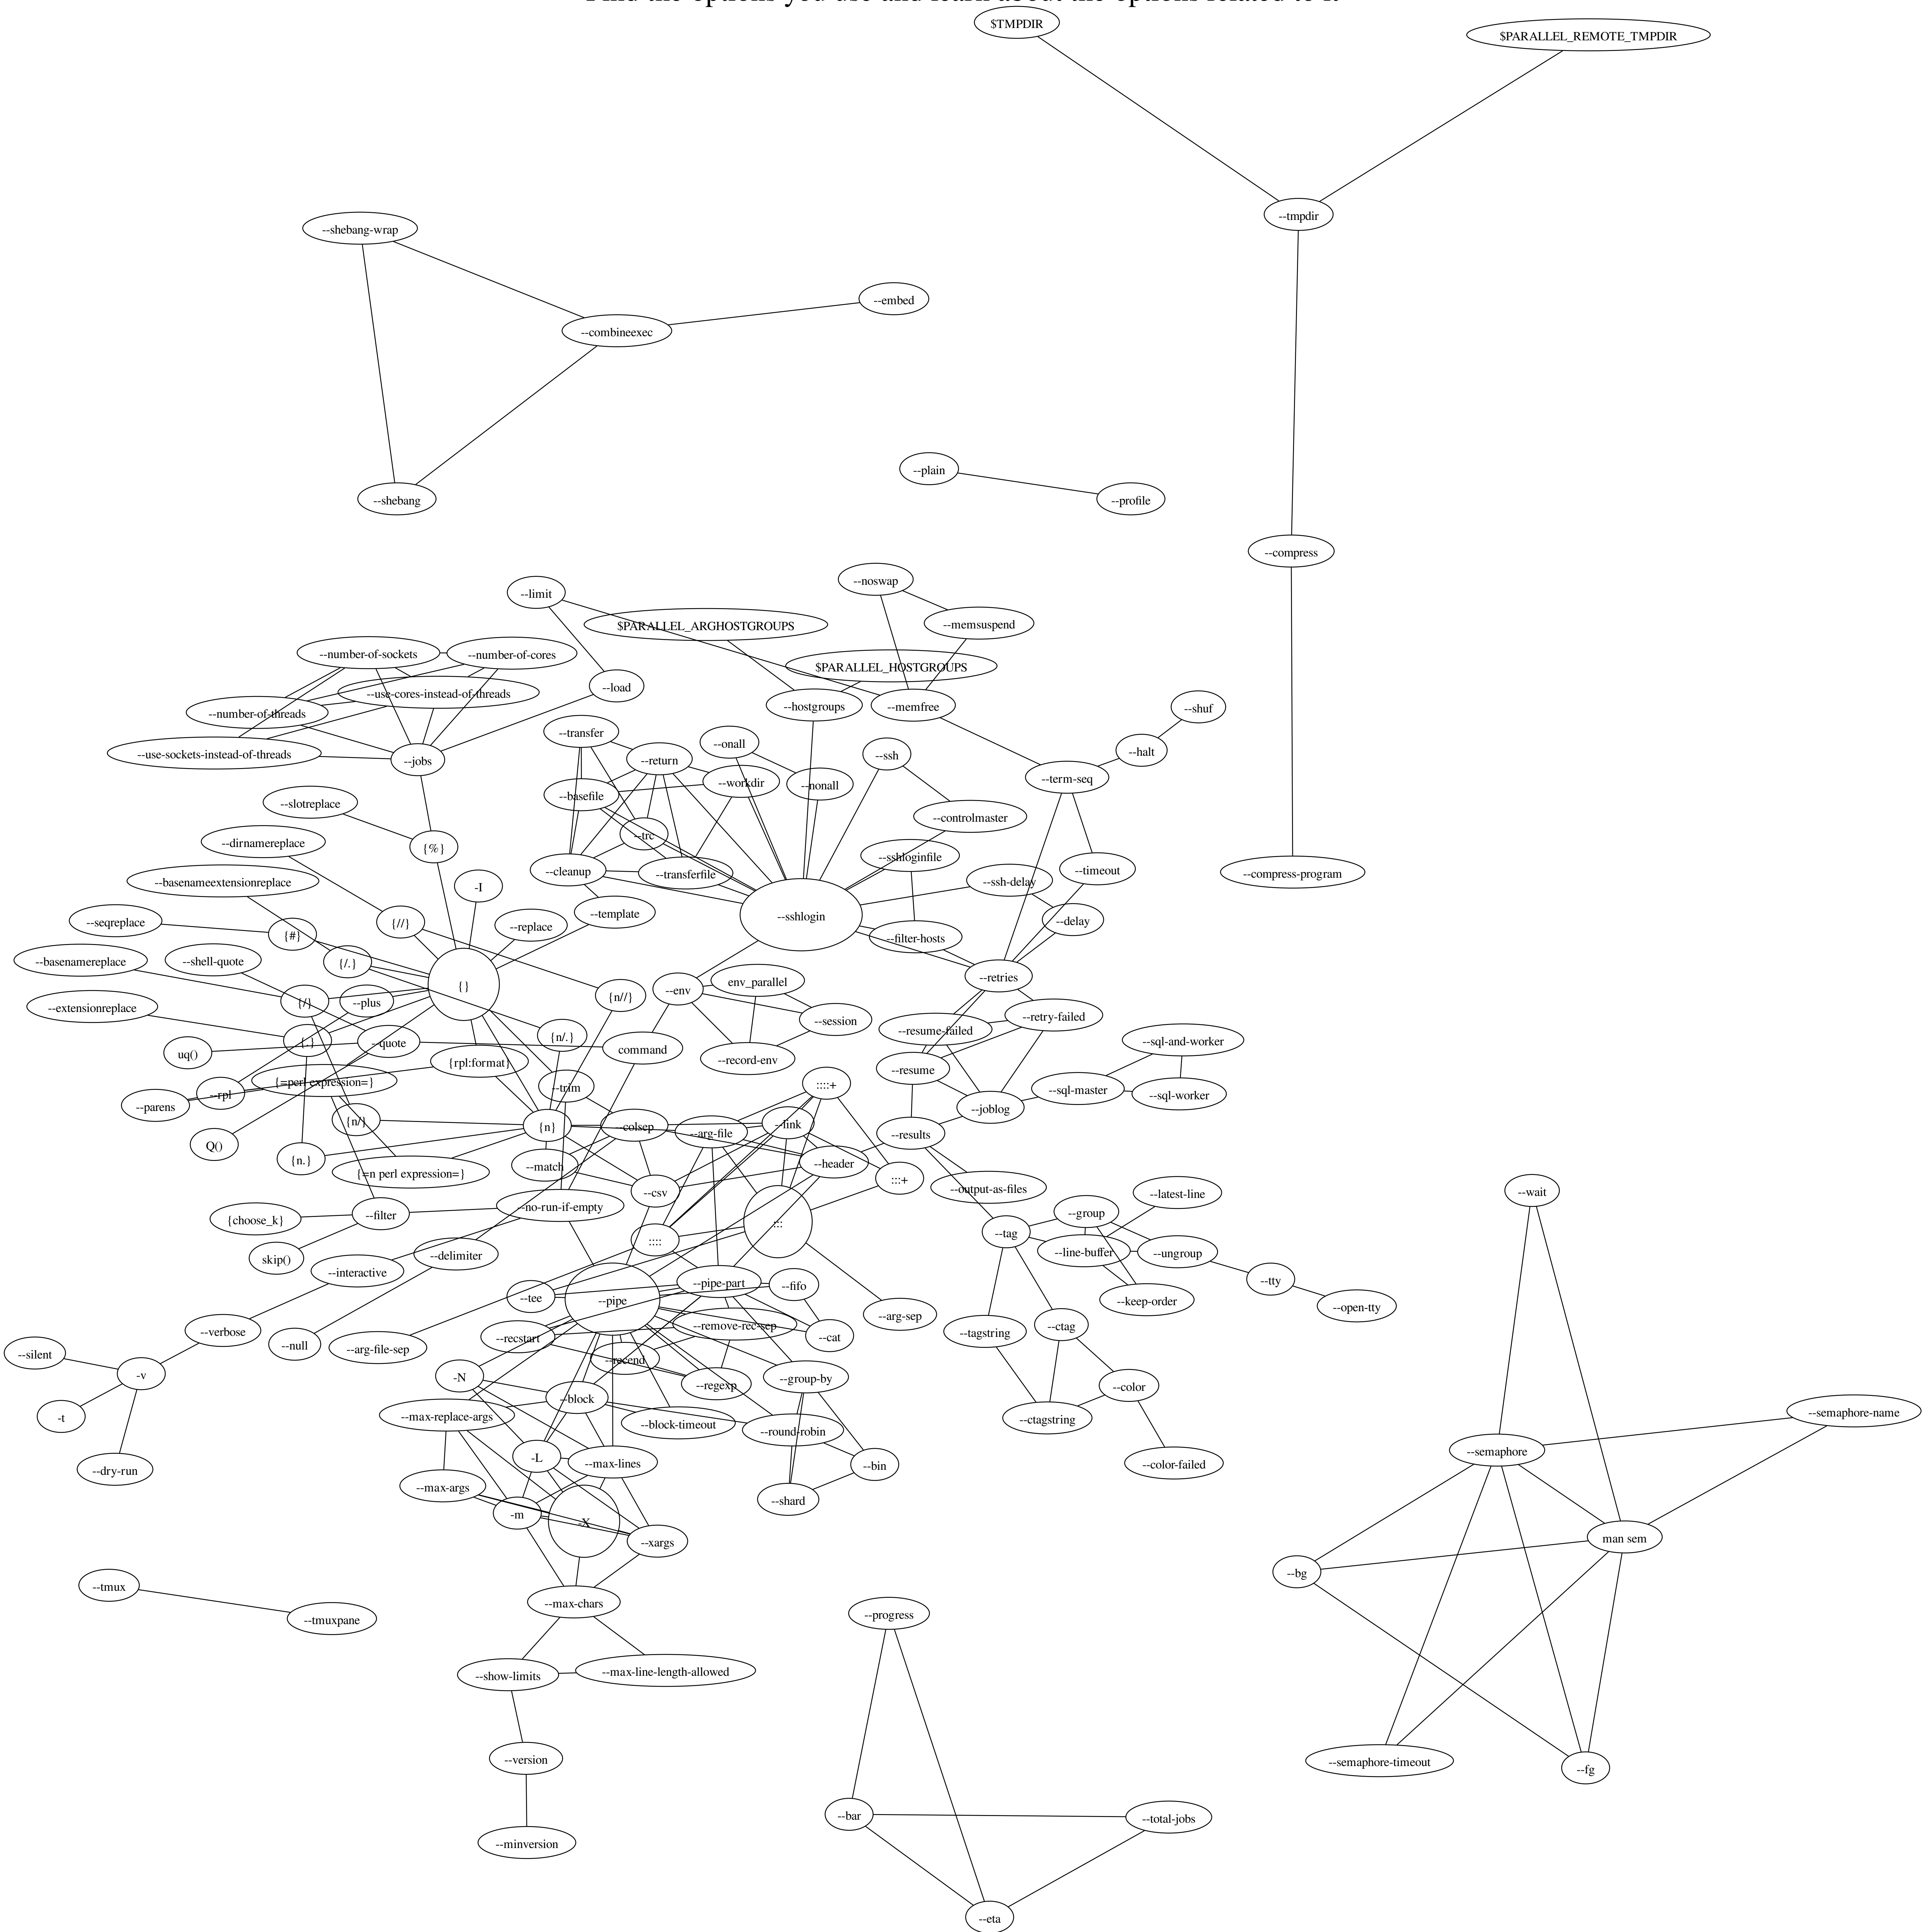 Find the options you use and learn about the options related to it
$TMPDIR
$PARALLEL_REMOTE_TMPDIR
--tmpdir
--shebang-wrap
--embed
--combineexec
--plain
--profile
--shebang
--compress
--noswap
--limit
--memsuspend
$PARALLEL_ARGHOSTGROUPS
--number-of-sockets
--number-of-cores
$PARALLEL_HOSTGROUPS
--load
--use-cores-instead-of-threads
--hostgroups
--memfree
--shuf
--number-of-threads
--transfer
--onall
--halt
--use-sockets-instead-of-threads
--jobs
--return
--ssh
--term-seq
--workdir
--nonall
--basefile
--slotreplace
--controlmaster
--trc
--dirnamereplace
{%}
--sshloginfile
--cleanup
--transferfile
--timeout
--compress-program
--basenameextensionreplace
-I
--ssh-delay
--template
--sshlogin
--seqreplace
{//}
--replace
--delay
{#}
--filter-hosts
--basenamereplace
--shell-quote
{/.}
--retries
{}
env_parallel
--env
{n//}
--extensionreplace
{/}
--plus
--session
--retry-failed
--resume-failed
{n/.}
{.}
--quote
uq()
command
--sql-and-worker
--record-env
{rpl:format}
--resume
{=perl expression=}
--trim
::::+
--sql-master
--rpl
--sql-worker
--parens
--joblog
{n/}
{n}
--colsep
--arg-file
--link
--results
Q()
{n.}
--match
--header
{=n perl expression=}
:::+
--csv
--output-as-files
--latest-line
--wait
--no-run-if-empty
--filter
--group
{choose_k}
:::
--tag
::::
--line-buffer
--ungroup
skip()
--delimiter
--interactive
--tty
--pipe-part
--fifo
--tee
--pipe
--keep-order
--open-tty
--arg-sep
--remove-rec-sep
--verbose
--tagstring
--ctag
--recstart
--cat
--null
--arg-file-sep
--silent
--recend
-v
-N
--group-by
--regexp
--color
--block
--semaphore-name
-t
--max-replace-args
--ctagstring
--block-timeout
--round-robin
--semaphore
-L
--max-lines
--color-failed
--bin
--dry-run
--max-args
--shard
-m
-X
man sem
--xargs
--bg
--tmux
--max-chars
--progress
--tmuxpane
--max-line-length-allowed
--show-limits
--version
--semaphore-timeout
--fg
--bar
--total-jobs
--minversion
--eta